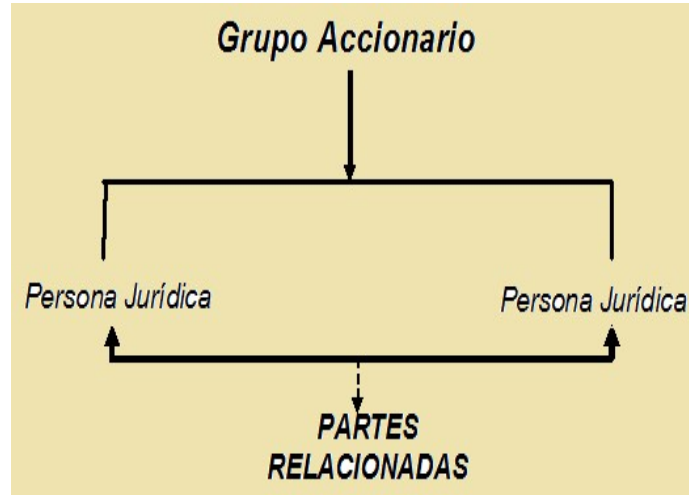 Grupo Accionario
Persona Jurídica
Persona Jurídica
PARTES
RELACIONADAS